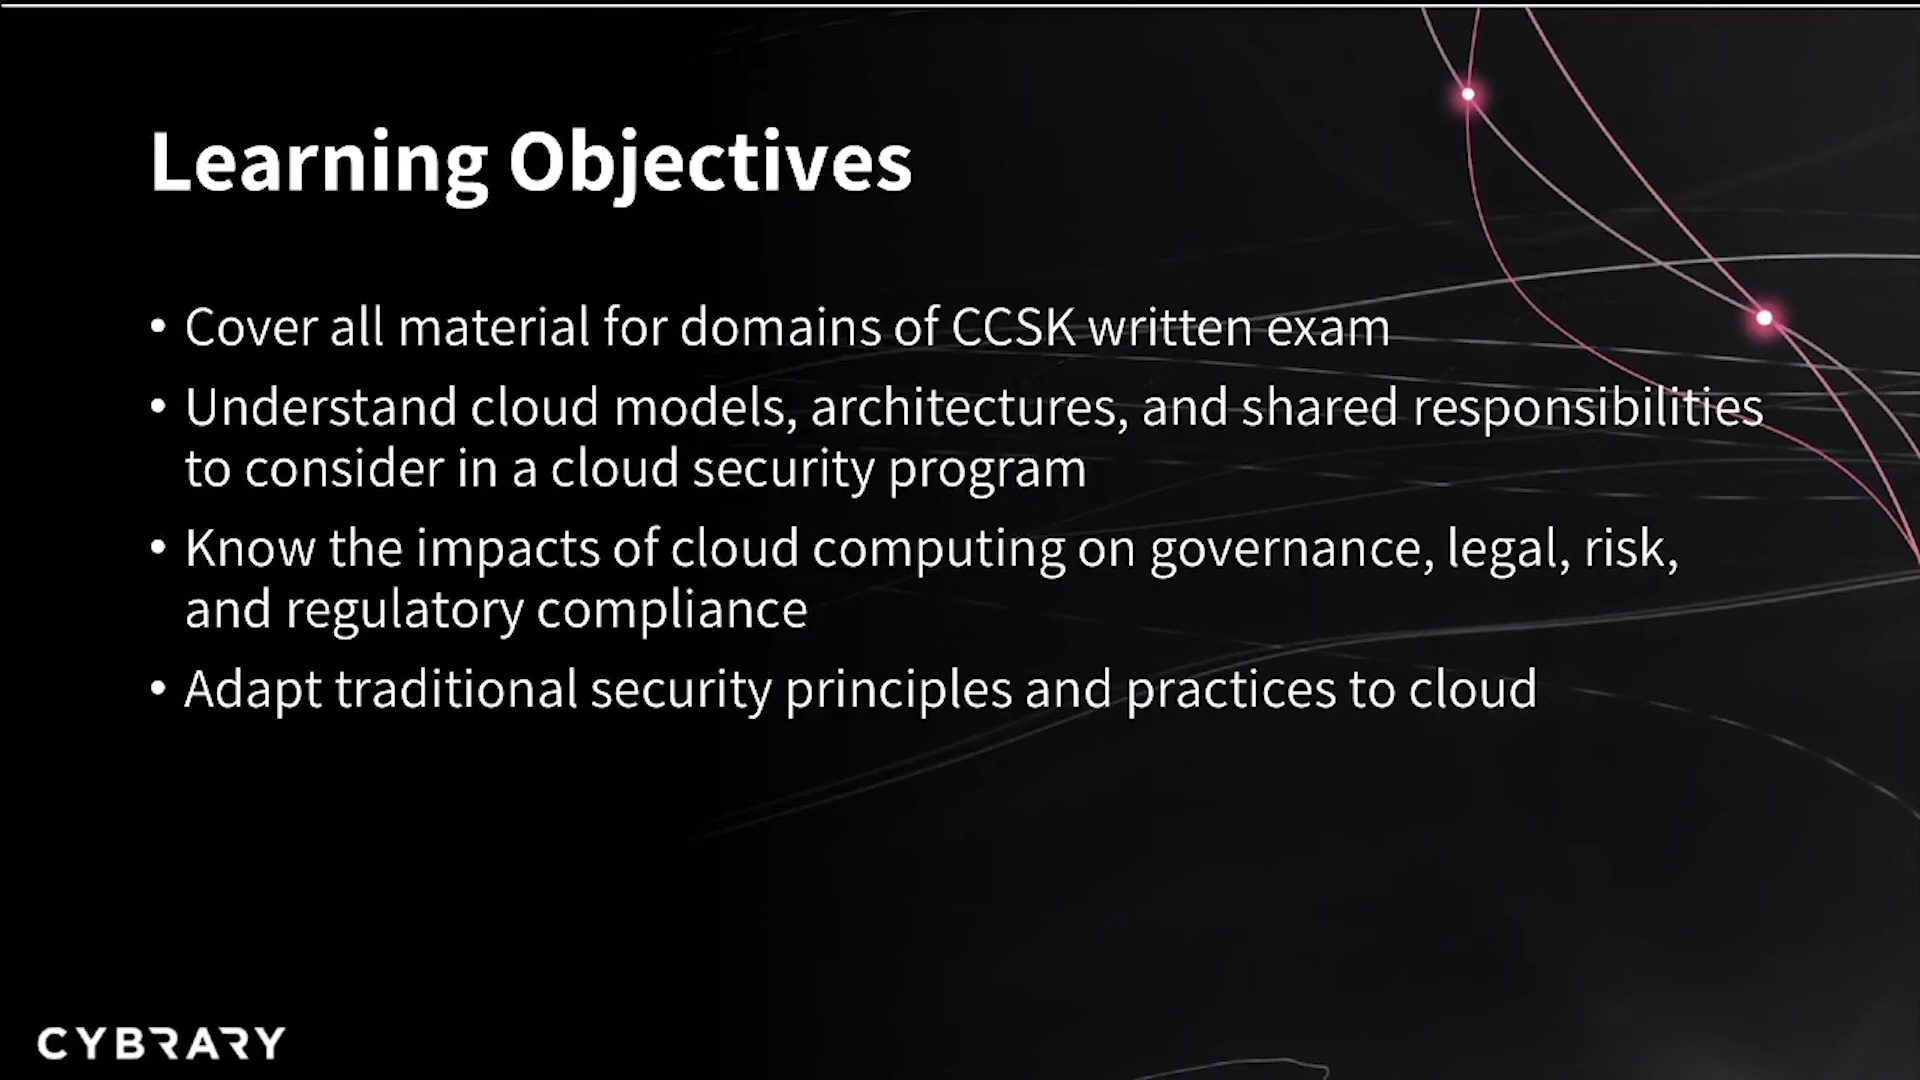 Learning Objectives
• Cover all material for domains of CCSK written exam
• Understand cloud models, architectures, and shared responsibilities
to consider in a cloud security program
• Know the impacts of cloud computing on governance, legal, risk,
and regulatory compliance
• Adapt traditional security principles and practices to cloud
CYBRARY